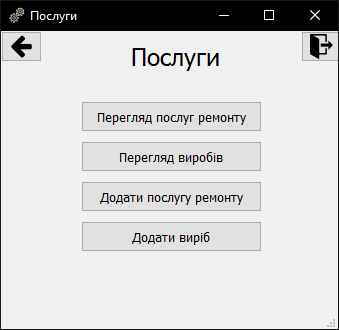 Послуги
Послуги
Перегляд послуг ремонту
Перегляд виробів
Додати послугу ремонту
Додати виріб